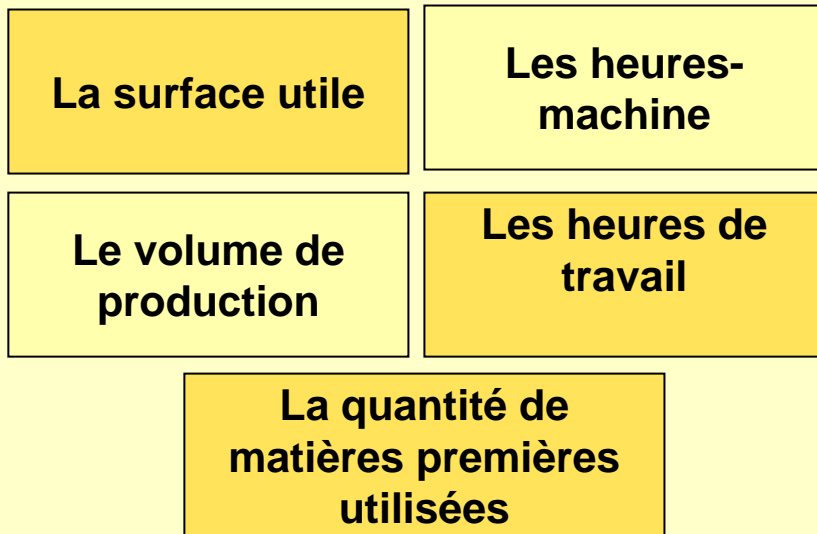 La surface utile
Les heures-
machine
Le volume de
production
Les heures de
travail
La quantité de
matières premières
utilisées